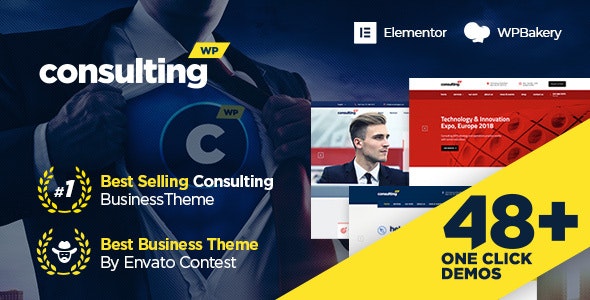 WP
consulting
Elementor
WPBakery
WP
C
#1
Best Selling Consulting
BusinessTheme
Best Business Theme
By Envato Contest
consulting
consulting
Technology & Innovation
Expo, Europe 2018
48+
ONE CLICK
DEMOS